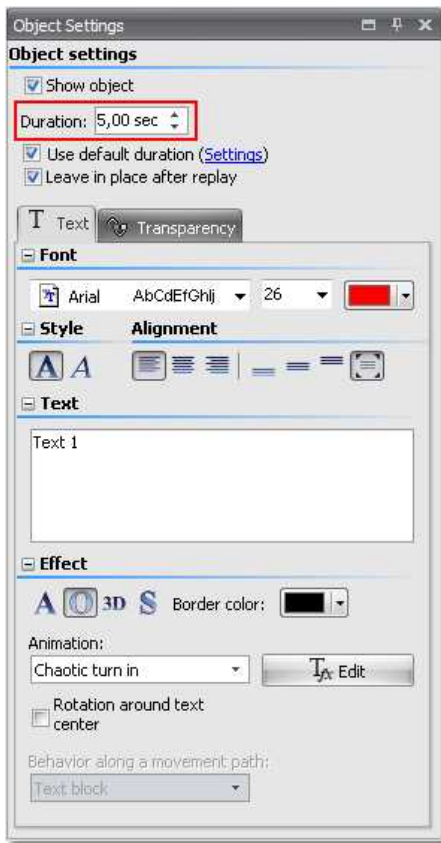 Object Settings
Object settings
Show object
Duration: 5,00 sec
Use default duration (Settings)
Leave in place after replay
T Text Transparency
Font
Arial AbCdEfGhIj 26
Style Alignment
A A
Text
Text 1
Effect
A 3D S Border color:
Animation:
Chaotic turn in Edit
Rotation around text
center
Behavior along a movement path:
Text block